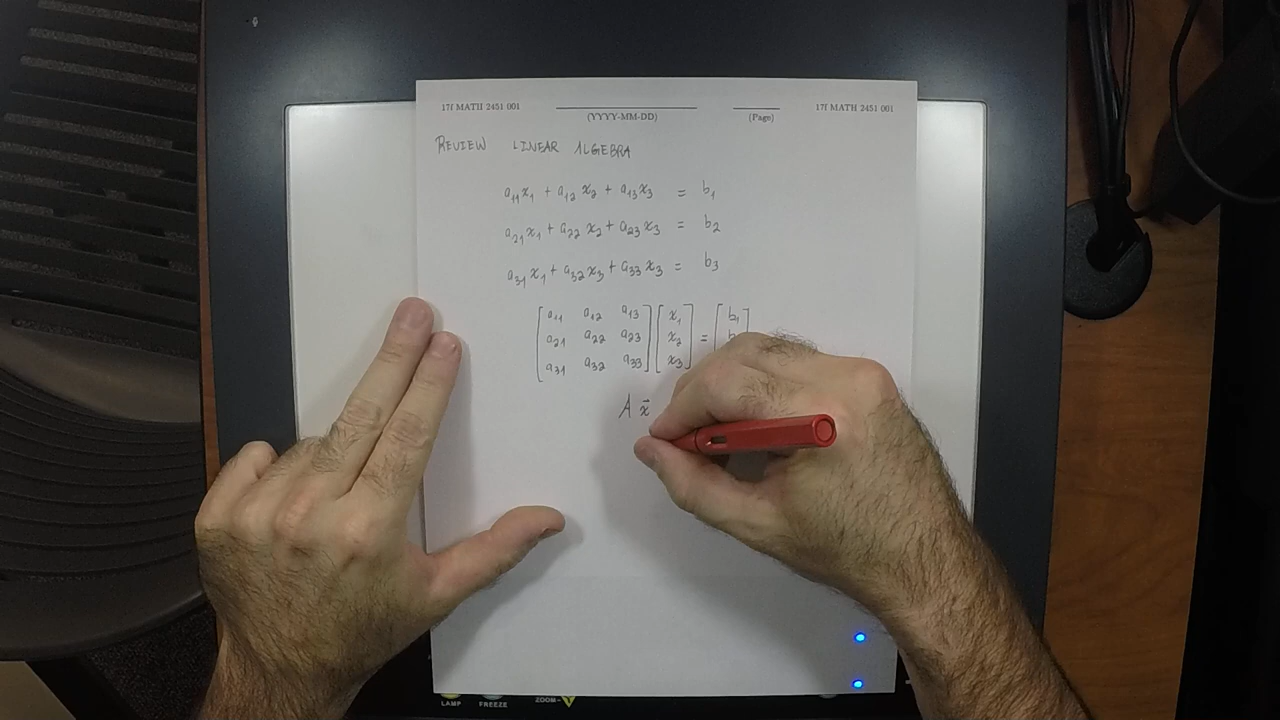 17f MATH 2451 001 17f MATH 2451 001
(YYYY-MM-DD) (Page)
REVIEW LINEAR ALGEBRA
a₁₁x₁ + a₁₂x₂ + a₁₃x₃ = b₁
a₂₁x₁ + a₂₂x₂ + a₂₃x₃ = b₂
a₃₁x₁ + a₃₂x₃ + a₃₃x₃ = b₃
a₁₁ a₁₂ a₁₃ x₁ b₁
a₂₁ a₂₂ a₂₃ x₂ =
a₃₁ a₃₂ a₃₃ x₃
A x⃗
LAMP FREEZE ZOOM-